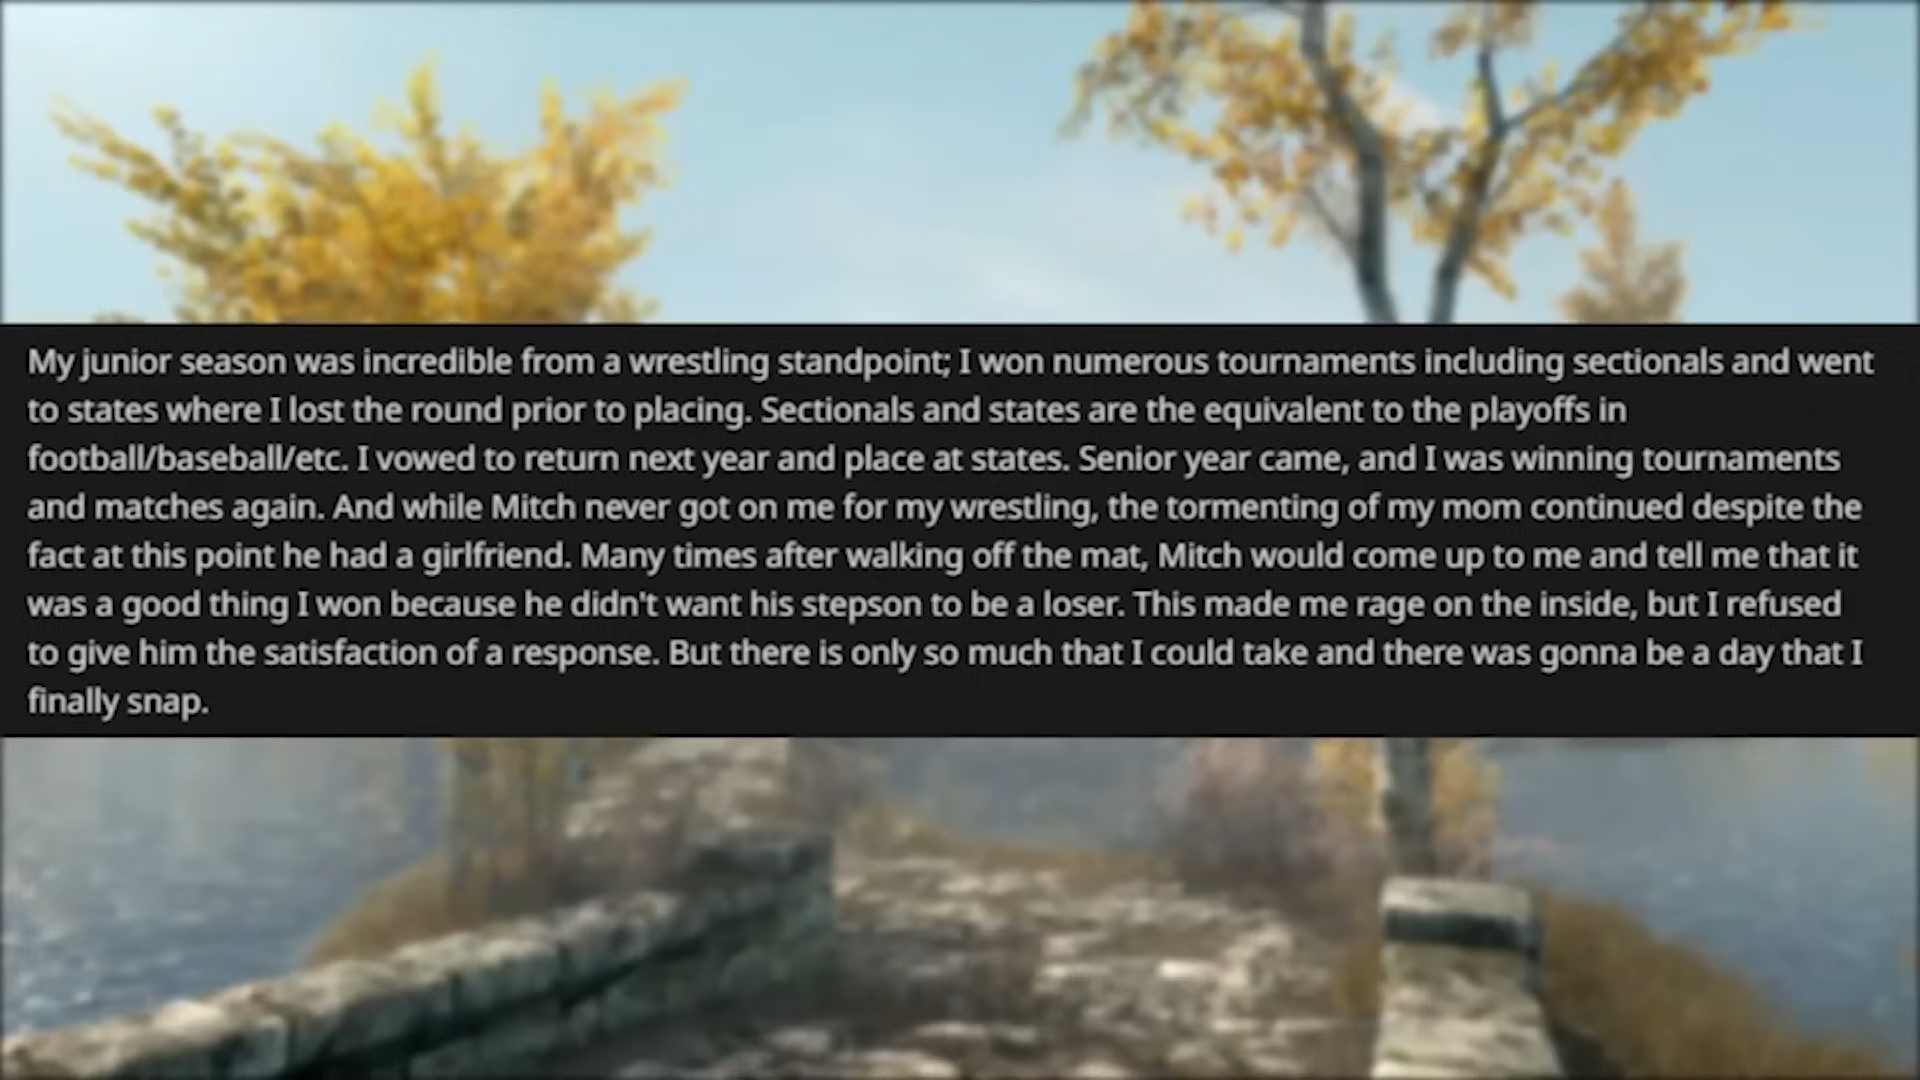 My junior season was incredible from a wrestling standpoint; I won numerous tournaments including sectionals and went
to states where I lost the round prior to placing. Sectionals and states are the equivalent to the playoffs in
football/baseball/etc. I vowed to return next year and place at states. Senior year came, and I was winning tournaments
and matches again. And while Mitch never got on me for my wrestling, the tormenting of my mom continued despite the
fact at this point he had a girlfriend. Many times after walking off the mat, Mitch would come up to me and tell me that it
was a good thing I won because he didn't want his stepson to be a loser. This made me rage on the inside, but I refused
to give him the satisfaction of a response. But there is only so much that I could take and there was gonna be a day that I
finally snap.